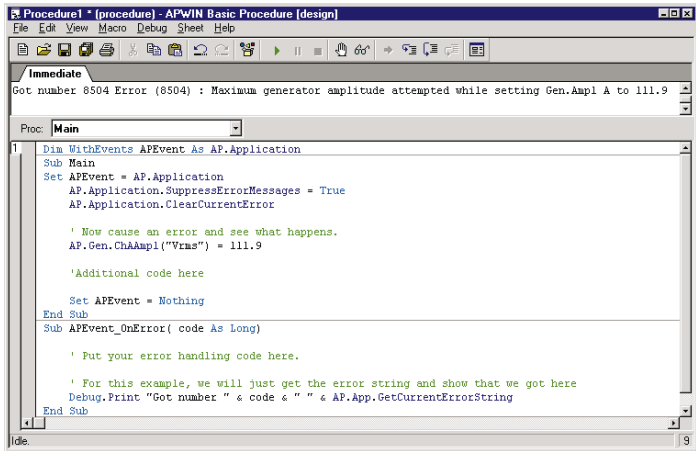 Procedure1 * (procedure) - APWIN Basic Procedure [design]
File Edit View Macro Debug Sheet Help
Immediate
Got number 8504 Error (8504) : Maximum generator amplitude attempted while setting Gen.Ampl A to 111.9
Proc: Main
1
Dim WithEvents APEvent As AP.Application
Sub Main
Set APEvent = AP.Application
AP.Application.SuppressErrorMessages = True
AP.Application.ClearCurrentError
' Now cause an error and see what happens.
AP.Gen.ChAAmpl("Vrms") = 111.9
'Additional code here
Set APEvent = Nothing
End Sub
Sub APEvent_OnError( code As Long)
' Put your error handling code here.
' For this example, we will just get the error string and show that we got here
Debug.Print "Got number " & code & " " & AP.App.GetCurrentErrorString
End Sub
Idle.
9